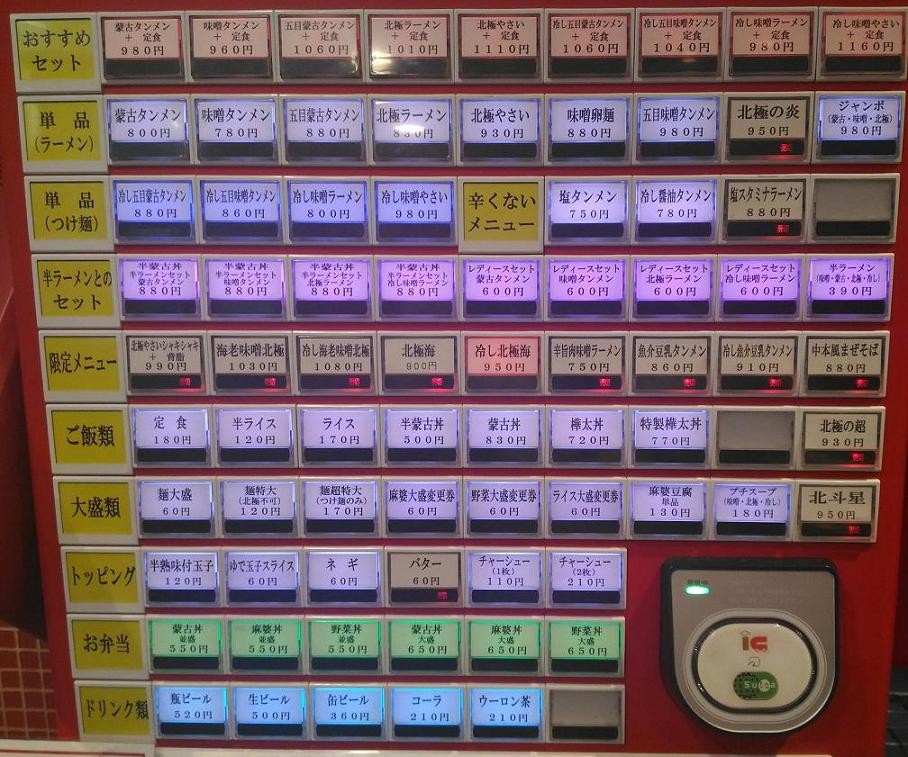 おすすめ
セット
蒙古タンメン
+ 定食
980円
味噌タンメン
+ 定食
960円
五目蒙古タンメン
+ 定食
1060円
北極ラーメン
+ 定食
1010円
北極やさい
+ 定食
1110円
冷し五目蒙古タンメン
+ 定食
1060円
冷し五目味噌タンメン
+ 定食
1040円
冷し味噌ラーメン
+ 定食
980円
冷し味噌やさい
+ 定食
1160円
単品
(ラーメン)
蒙古タンメン
800円
味噌タンメン
780円
五目蒙古タンメン
880円
北極ラーメン
830円
北極やさい
930円
味噌卵麺
880円
五目味噌タンメン
980円
北極の炎
950円
売切
ジャンボ
(蒙古・味噌・北極)
980円
単品
(つけ麺)
冷し五目蒙古タンメン
880円
冷し五目味噌タンメン
860円
冷し味噌ラーメン
800円
冷し味噌やさい
980円
辛くない
メニュー
塩タンメン
750円
冷し醤油タンメン
780円
塩スタミナラーメン
880円
売切
半ラーメンとの
セット
半蒙古丼
半ラーメンセット
蒙古タンメン
880円
半蒙古丼
半ラーメンセット
味噌タンメン
880円
半蒙古丼
半ラーメンセット
北極ラーメン
880円
半蒙古丼
半ラーメンセット
冷し味噌ラーメン
880円
レディースセット
蒙古タンメン
600円
レディースセット
味噌タンメン
600円
レディースセット
北極ラーメン
600円
レディースセット
冷し味噌ラーメン
600円
半ラーメン
(味噌・蒙古・北極・冷し)
390円
限定メニュー
北極やさいシャキシャキ
+ 背脂
990円
売切
海老味噌北極
1030円
売切
冷し海老味噌北極
1080円
売切
北極海
900円
売切
冷し北極海
950円
辛旨肉味噌ラーメン
750円
売切
魚介豆乳タンメン
860円
売切
冷し魚介豆乳タンメン
910円
売切
中本風まぜそば
880円
売切
ご飯類
定食
180円
半ライス
120円
ライス
170円
半蒙古丼
500円
蒙古丼
830円
樺太丼
720円
特製樺太丼
770円
北極の超
930円
売切
大盛類
麺大盛
60円
麺特大
(北極不可)
120円
麺超特大
(つけ麺のみ)
170円
麻婆大盛変更券
60円
野菜大盛変更券
60円
ライス大盛変更券
60円
麻婆豆腐
単品
130円
プチスープ
(味噌・北極・冷し)
180円
北斗星
950円
売切
トッピング
半熟味付玉子
120円
ゆで玉子スライス
60円
ネギ
60円
バター
60円
売切
チャーシュー
(1枚)
110円
チャーシュー
(2枚)
210円
お弁当
蒙古丼
並盛
550円
麻婆丼
並盛
550円
野菜丼
並盛
550円
蒙古丼
大盛
650円
麻婆丼
大盛
650円
野菜丼
大盛
650円
ドリンク類
瓶ビール
520円
生ビール
500円
缶ビール
360円
コーラ
210円
ウーロン茶
210円
IC
Suica